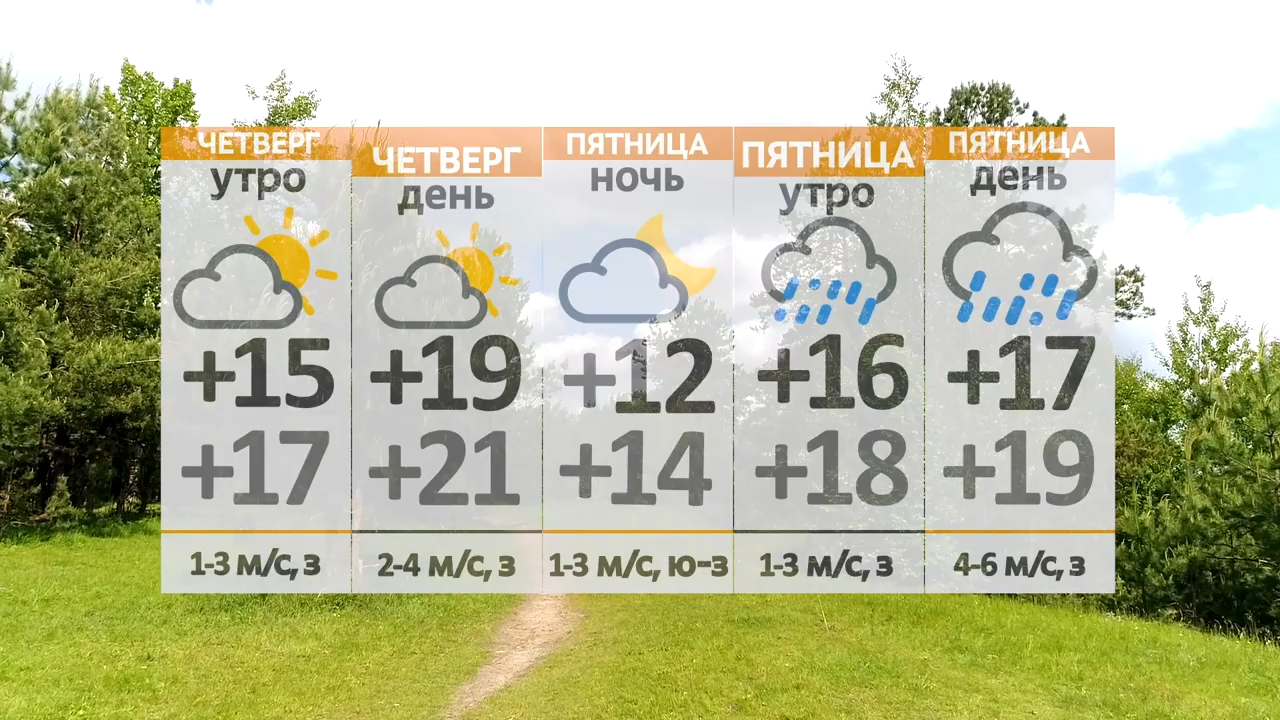 ЧЕТВЕРГ
утро
+15
+17
1-3 м/с, з
ЧЕТВЕРГ
день
+19
+21
2-4 м/с, з
ПЯТНИЦА
ночь
+12
+14
1-3 м/с, ю-з
ПЯТНИЦА
утро
+16
+18
1-3 м/с, з
ПЯТНИЦА
день
+17
+19
4-6 м/с, з